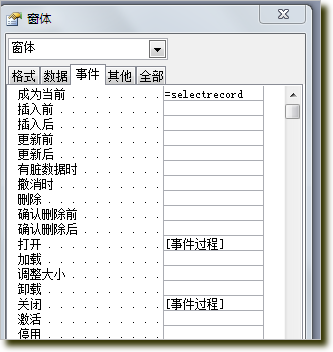 窗体
窗体
格式 数据 事件 其他 全部
成为当前 . . . . . . . . . =selectrecord
插入前 . . . . . . . . . .
插入后 . . . . . . . . . .
更新前 . . . . . . . . . .
更新后 . . . . . . . . . .
有脏数据时 . . . . . . . .
撤消时 . . . . . . . . . .
删除 . . . . . . . . . . .
确认删除前 . . . . . . . .
确认删除后 . . . . . . . .
打开 . . . . . . . . . . . [事件过程]
加载 . . . . . . . . . . .
调整大小 . . . . . . . . .
卸载 . . . . . . . . . . .
关闭 . . . . . . . . . . . [事件过程]
激活 . . . . . . . . . . .
停用 . . . . . . . . . . .